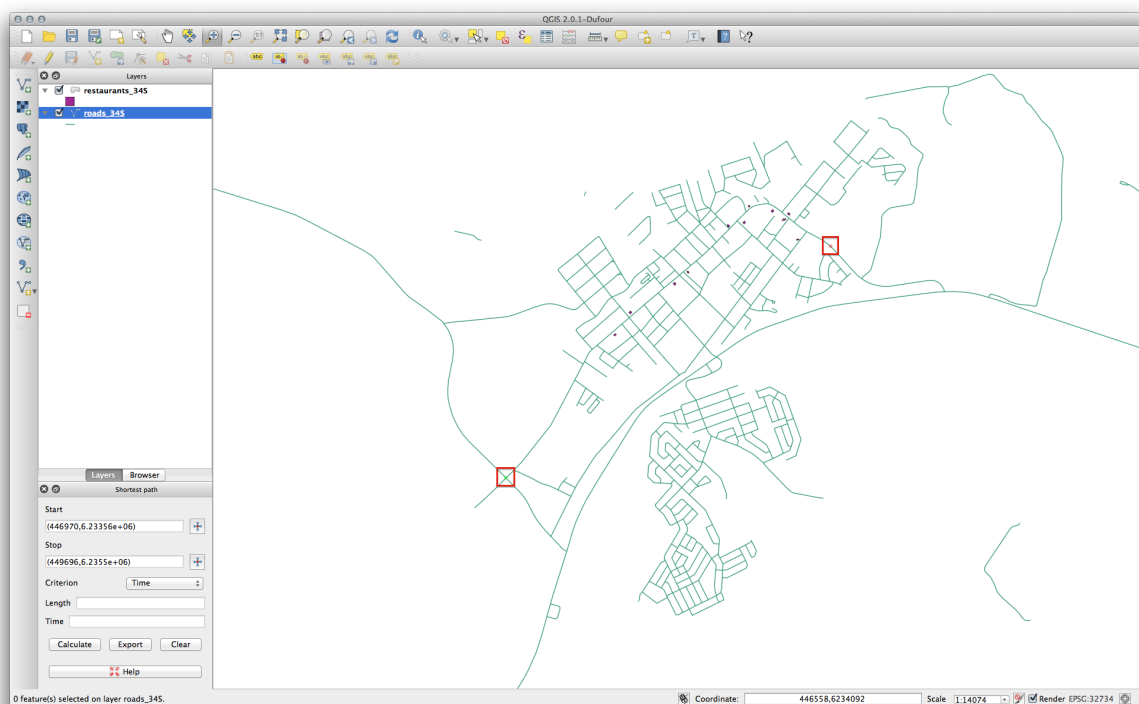 QGIS 2.0.1-Dufour
Layers
restaurants_34S
roads_34S
Layers Browser
Shortest path
Start
(446970,6.23356e+06)
Stop
(449696,6.2355e+06)
Criterion Time
Length
Time
Calculate Export Clear
Help
0 feature(s) selected on layer roads_34S.
Coordinate: 446558,6234092 Scale 1:14074 Render EPSG:32734